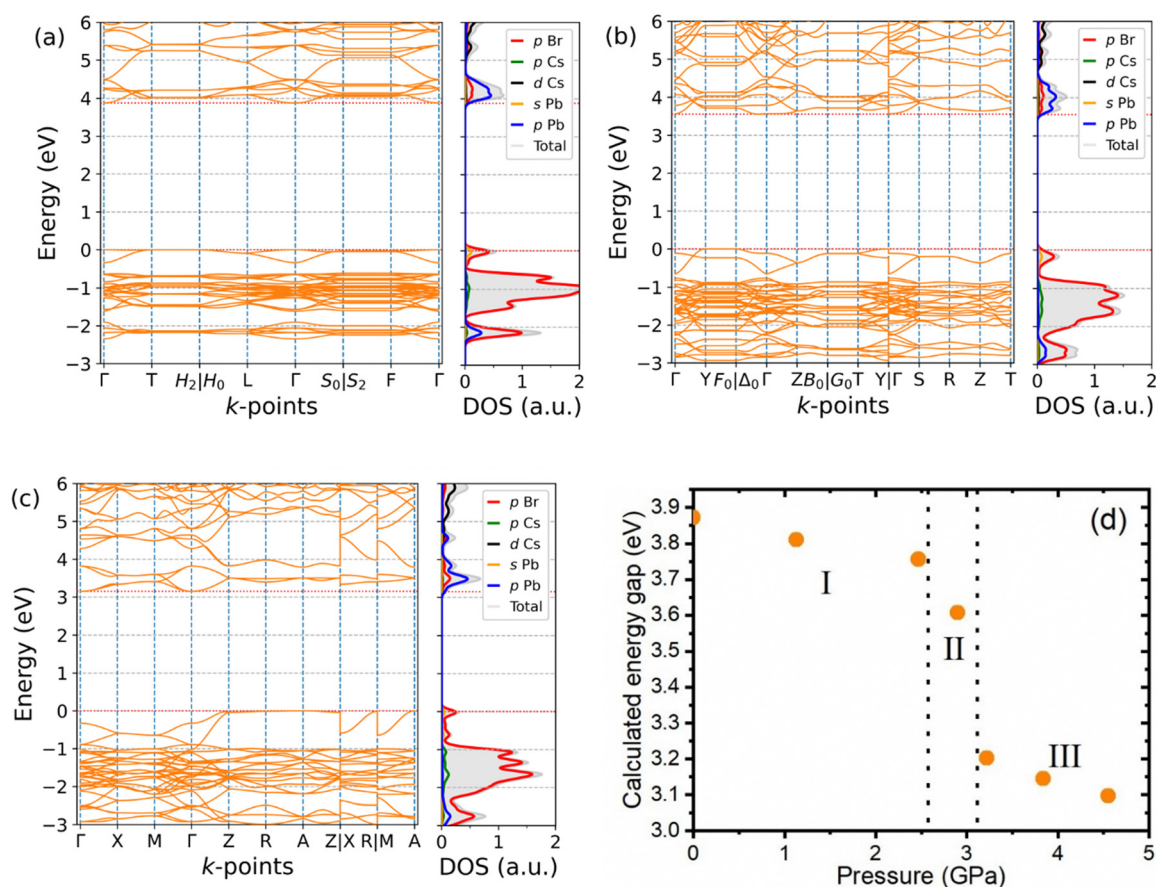 (a)
Energy (eV)
6
5
4
3
2
1
0
−1
−2
−3
Γ T H₂|H₀ L Γ S₀|S₂ F Γ
k-points
p Br
p Cs
d Cs
s Pb
p Pb
Total
0 1 2
DOS (a.u.)
(b)
Energy (eV)
6
5
4
3
2
1
0
−1
−2
−3
Γ Y F₀|Δ₀ Γ Z B₀|G₀ T Y|Γ S R Z T
k-points
p Br
p Cs
d Cs
s Pb
p Pb
Total
0 1 2
DOS (a.u.)
(c)
Energy (eV)
6
5
4
3
2
1
0
−1
−2
−3
Γ X M Γ Z R A Z|X R|M A
k-points
p Br
p Cs
d Cs
s Pb
p Pb
Total
0 1 2
DOS (a.u.)
(d)
Calculated energy gap (eV)
3.9
3.8
3.7
3.6
3.5
3.4
3.3
3.2
3.1
3.0
I
II
III
0 1 2 3 4 5
Pressure (GPa)